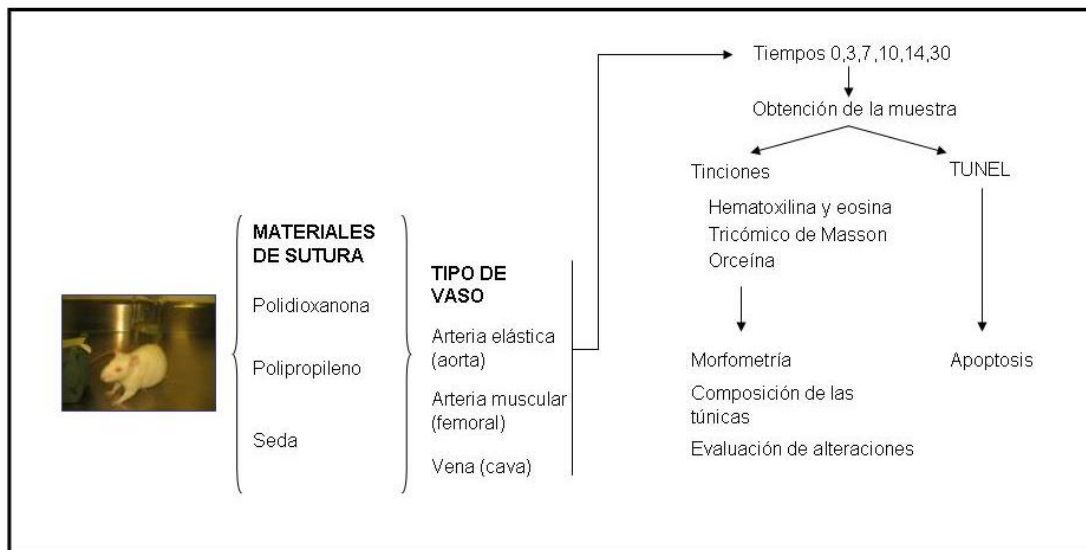 MATERIALES
DE SUTURA
Polidioxanona
Polipropileno
Seda
TIPO DE
VASO
Arteria elástica
(aorta)
Arteria muscular
(femoral)
Vena (cava)
Tiempos 0,3,7,10,14,30
Obtención de la muestra
Tinciones
Hematoxilina y eosina
Tricómico de Masson
Orceína
Morfometría
Composición de las
túnicas
Evaluación de alteraciones
TUNEL
Apoptosis